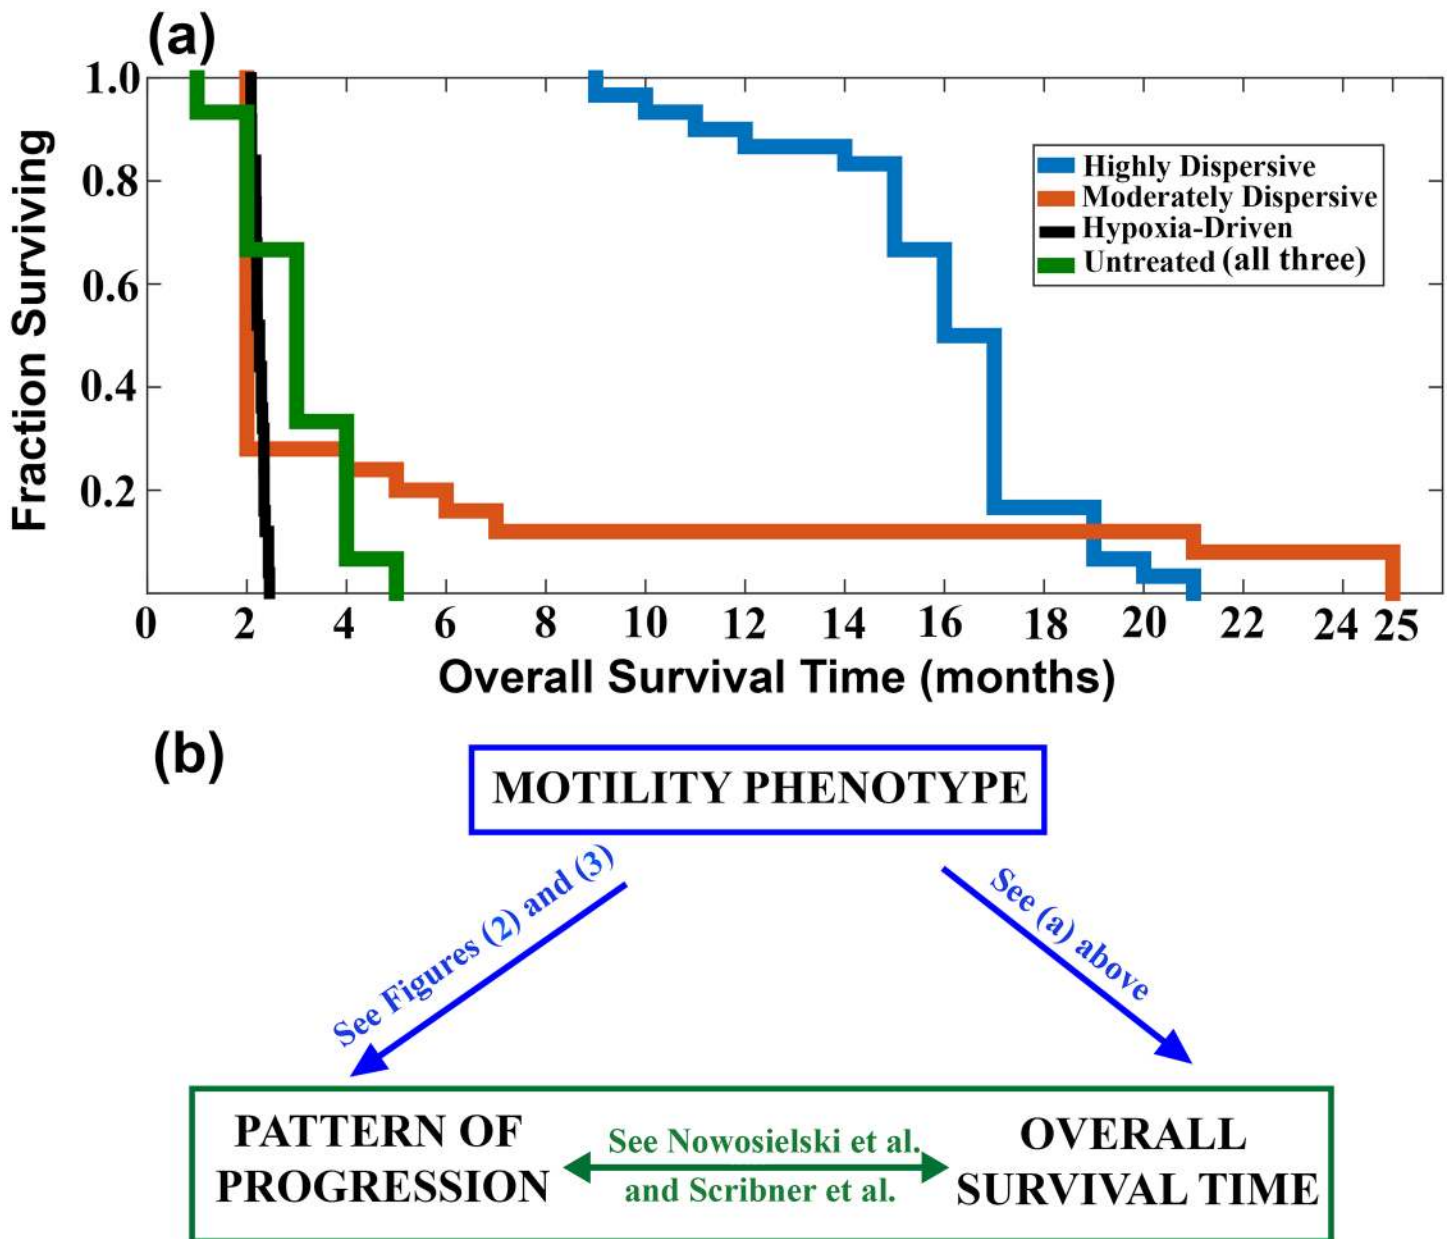 (a)
Fraction Surviving
1.0
0.8
0.6
0.4
0.2
Highly Dispersive
Moderately Dispersive
Hypoxia-Driven
Untreated (all three)
0 2 4 6 8 10 12 14 16 18 20 22 24 25
Overall Survival Time (months)
(b)
MOTILITY PHENOTYPE
See Figures (2) and (3)
See (a) above
PATTERN OF
PROGRESSION
See Nowosielski et al.
and Scribner et al.
OVERALL
SURVIVAL TIME